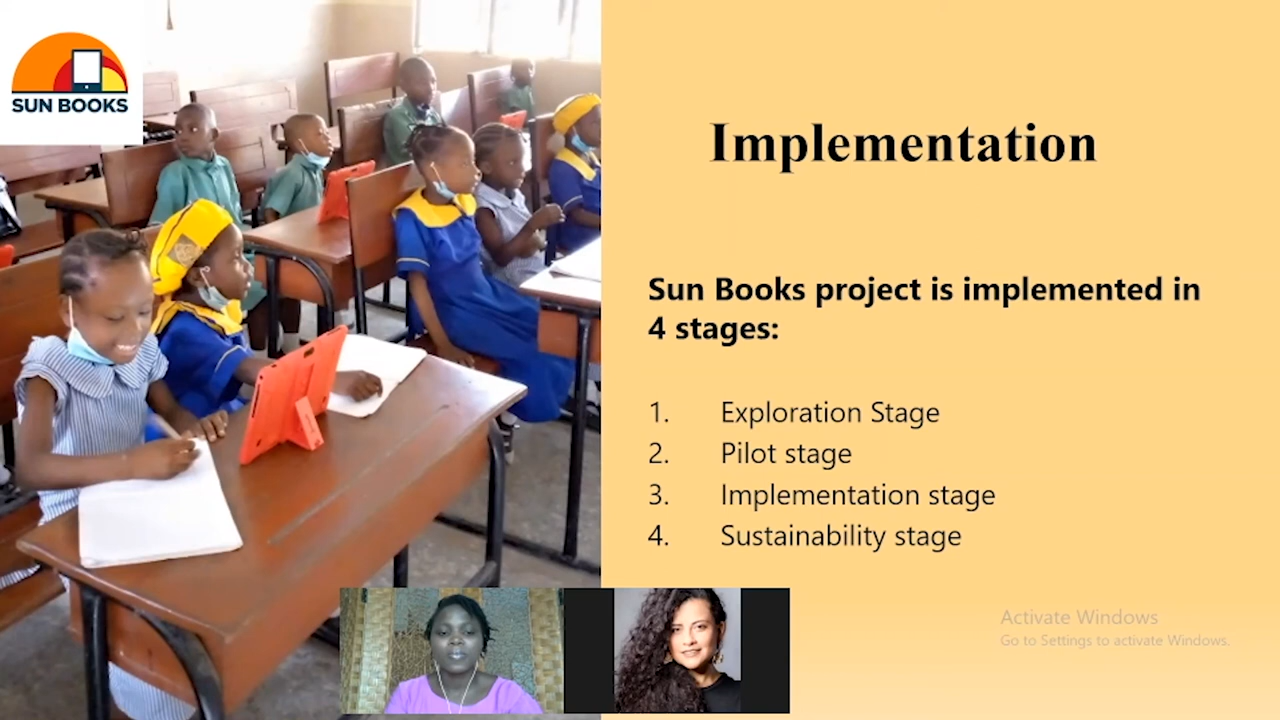 SUN BOOKS
Implementation
Sun Books project is implemented in
4 stages:
1. Exploration Stage
2. Pilot stage
3. Implementation stage
4. Sustainability stage
Activate Windows
Go to Settings to activate Windows.